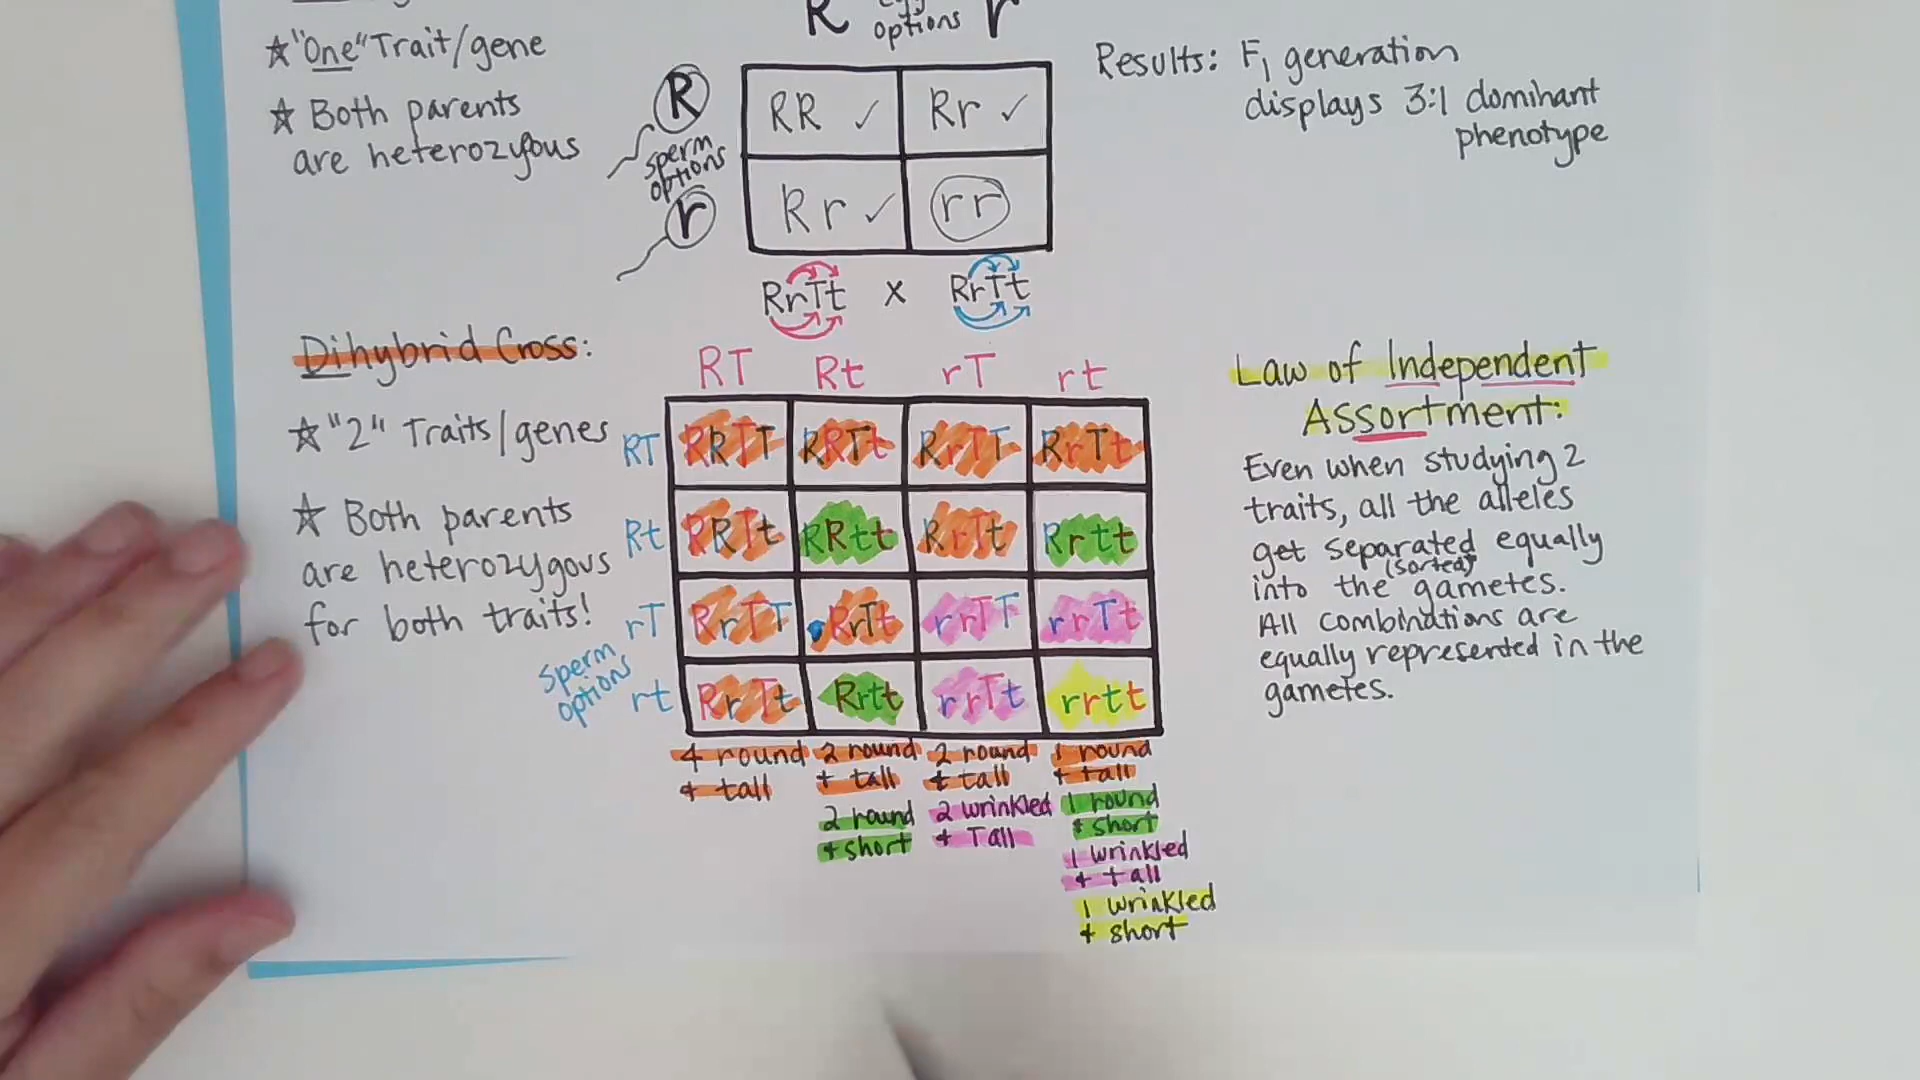 R options r
☆ "One" Trait/gene
☆ Both parents
are heterozygous
R
sperm
options
r
RR ✓ Rr ✓
Rr ✓ rr
Results: F1 generation
displays 3:1 dominant
phenotype
RrTt x RrTt
Dihybrid Cross:
☆ "2" Traits/genes
☆ Both parents
are heterozygous
for both traits!
sperm
options
RT Rt rT rt
RT RRTT RRTt RrTT RrTt
Rt RRTt RRtt RrTt Rrtt
rT RrTT RrTt rrTT rrTt
rt RrTt Rrtt rrTt rrtt
4 round
+ tall
2 round
+ tall
2 round
+ short
2 round
+ tall
2 wrinkled
+ Tall
1 round
+ tall
1 round
+ short
1 wrinkled
+ tall
1 wrinkled
+ short
Law of Independent
Assortment:
Even when studying 2
traits, all the alleles
get separated equally
(sorted)
into the gametes.
All combinations are
equally represented in the
gametes.